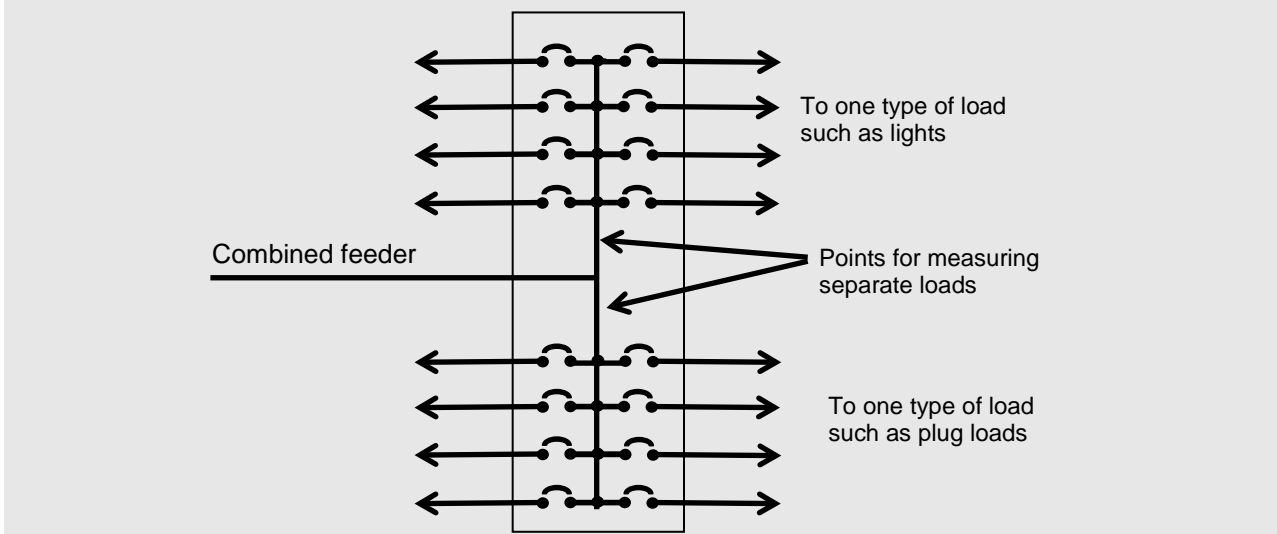 To one type of load
such as lights
Combined feeder
Points for measuring
separate loads
To one type of load
such as plug loads